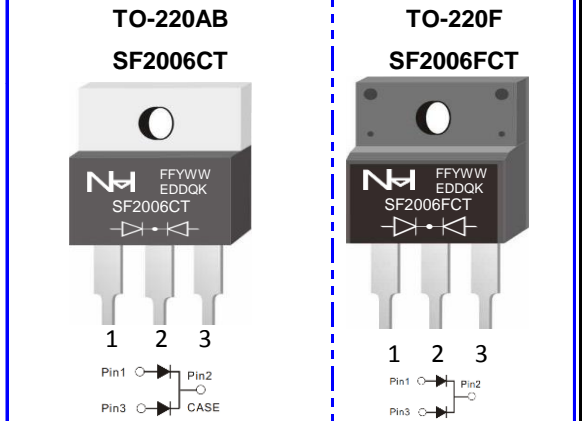 TO-220AB
SF2006CT
FFYWW
EDDQK
SF2006CT
1 2 3
Pin1
Pin2
Pin3
CASE
TO-220F
SF2006FCT
FFYWW
EDDQK
SF2006FCT
1 2 3
Pin1
Pin2
Pin3